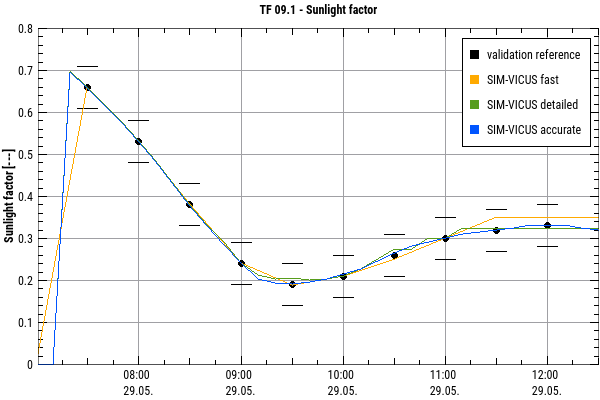 TF 09.1 - Sunlight factor
0.8
0.7
0.6
0.5
0.4
0.3
0.2
0.1
0
Sunlight factor [---]
validation reference
SIM-VICUS fast
SIM-VICUS detailed
SIM-VICUS accurate
08:00 09:00 10:00 11:00 12:00
29.05. 29.05. 29.05. 29.05. 29.05.